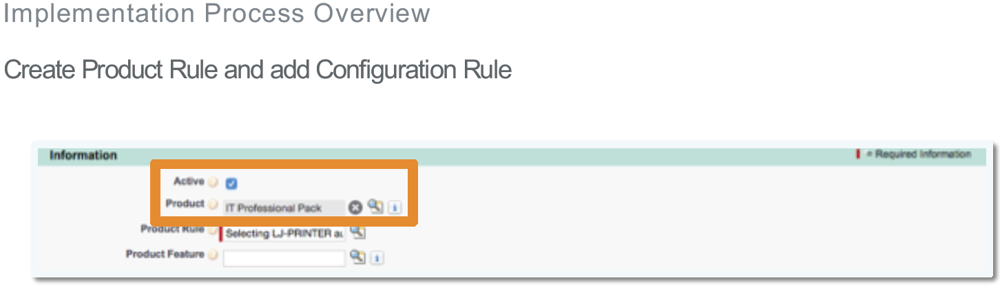 Implementation Process Overview
Create Product Rule and add Configuration Rule
Information
= Required Information
Active
Product IT Professional Pack
Product Rule Selecting LJ-PRINTER au
Product Feature